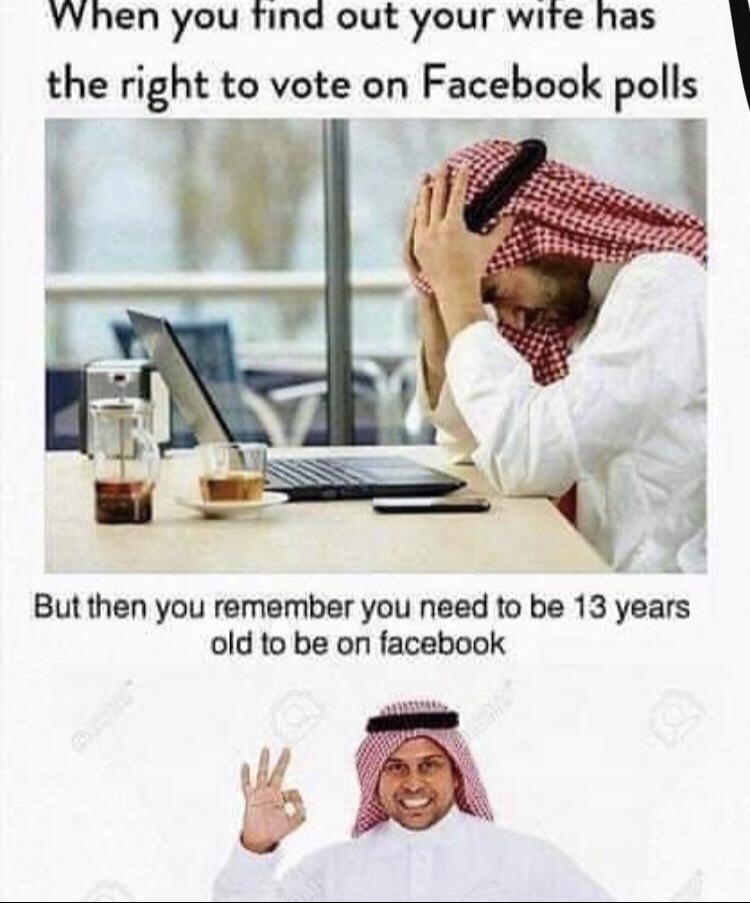 When you find out your wife has
the right to vote on Facebook polls
But then you remember you need to be 13 years
old to be on facebook